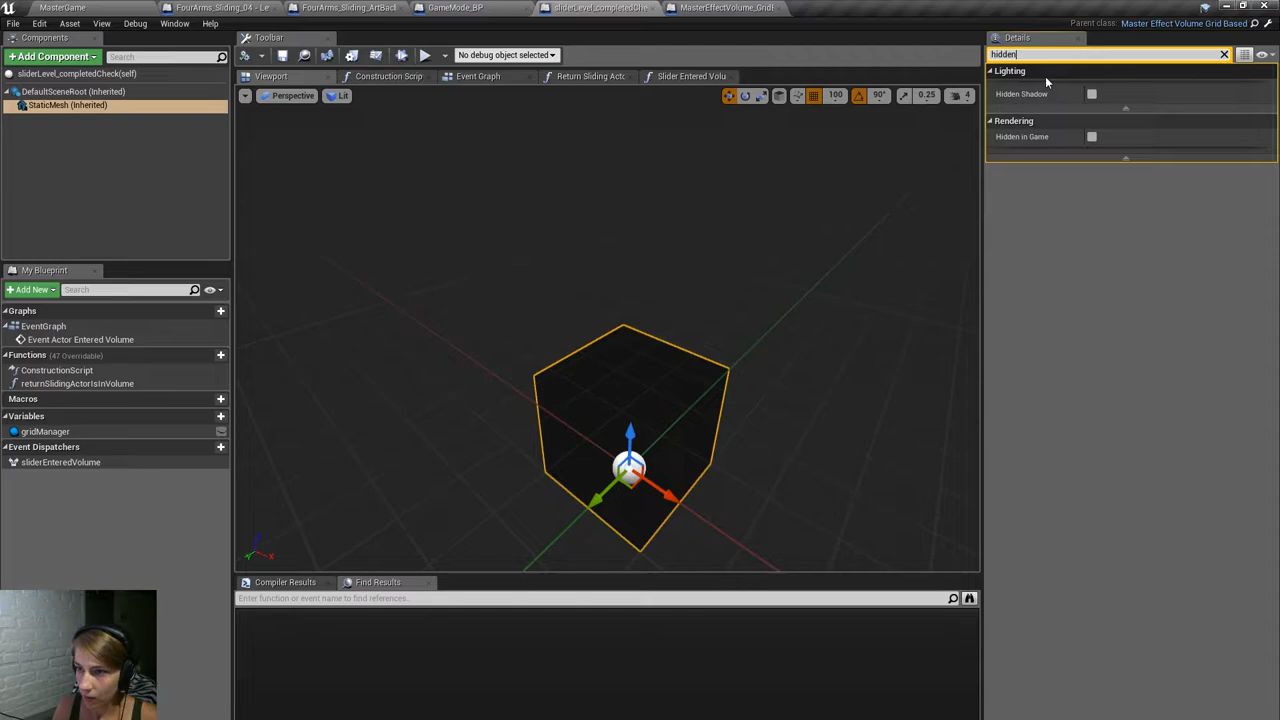 MasterGame
FourArms_Sliding_04 - Le
FourArms_Sliding_ArtBacl
GameMode_BP
sliderLevel_completedChe
MasterEffectVolume_Grid
File Edit Asset View Debug Window Help
Parent class: Master Effect Volume Grid Based
Components
Toolbar
Details
+Add Component
Search
No debug object selected
hidden
sliderLevel_completedCheck(self)
Viewport
Construction Scrip
Event Graph
Return Sliding Actc
Slider Entered Volu
Lighting
DefaultSceneRoot (Inherited)
Perspective
Lit
100
90°
0.25
4
Hidden Shadow
StaticMesh (Inherited)
Rendering
Hidden in Game
My Blueprint
+Add New
Search
Graphs
EventGraph
Event Actor Entered Volume
Functions (47 Overridable)
ConstructionScript
returnSlidingActorIsInVolume
Macros
Variables
gridManager
Event Dispatchers
sliderEnteredVolume
Compiler Results
Find Results
Enter function or event name to find references..